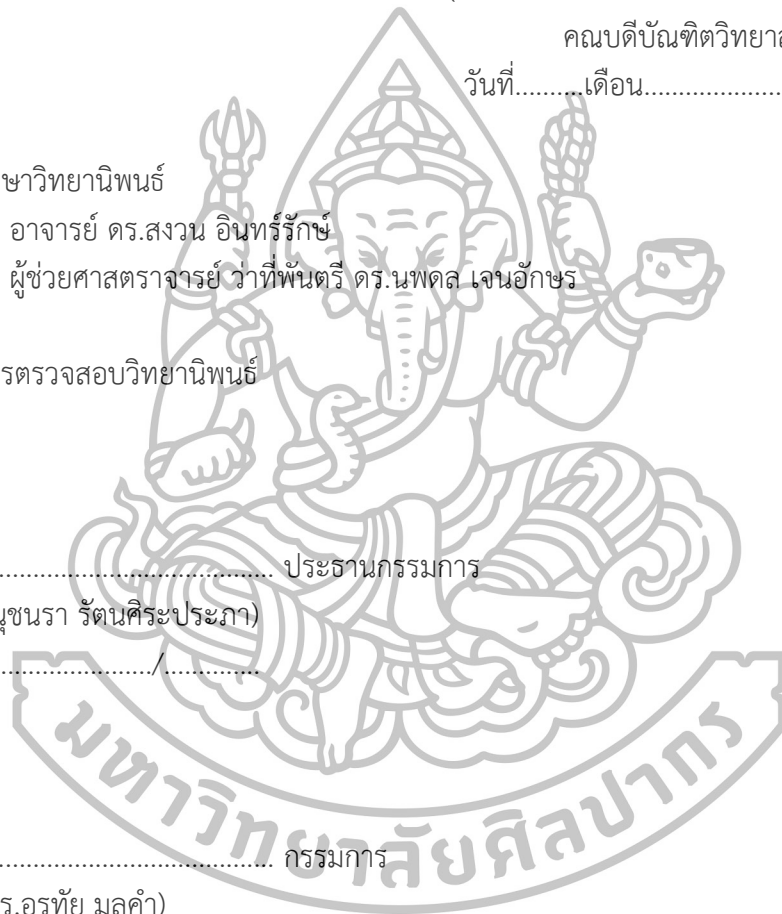 คณบดีบัณฑิตวิทยาล
วันที่..........เดือน....................
ษาวิทยานิพนธ์
อาจารย์ ดร.สงวน อินทร์รักษ์
ผู้ช่วยศาสตราจารย์ ว่าที่พันตรี ดร.นพดล เจนอักษร
รตรวจสอบวิทยานิพนธ์
................................................ ประธานกรรมการ
นุชนรา รัตนศิระประภา)
........................../..............
................................................ กรรมการ
ร.อรทัย มูลคำ)
มหาวิทยาลัยศิลปากร